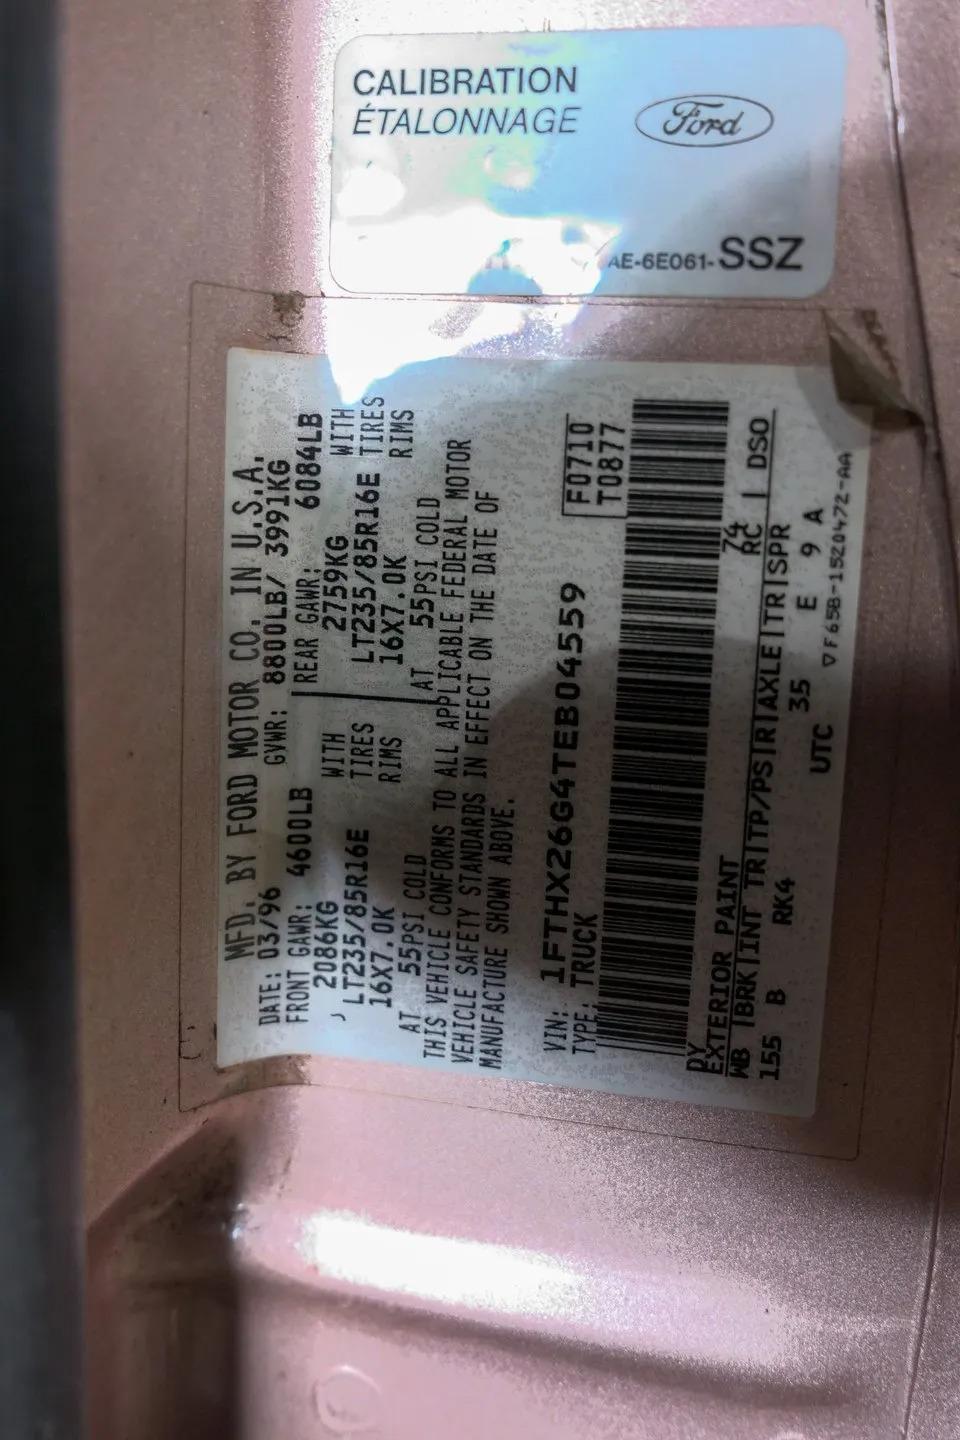 CALIBRATION
ÉTALONNAGE
Ford
AE-6E061-SSZ
MFD. BY FORD MOTOR CO. IN U.S.A.
DATE: 03/96 GVWR: 8800LB/ 3991KG
FRONT GAWR: 4600LB REAR GAWR: 6084LB
2086KG WITH 2759KG WITH
LT235/85R16E TIRES LT235/85R16E TIRES
16X7.0K RIMS 16X7.0K RIMS
AT 55PSI COLD AT 55PSI COLD
THIS VEHICLE CONFORMS TO ALL APPLICABLE FEDERAL MOTOR
VEHICLE SAFETY STANDARDS IN EFFECT ON THE DATE OF
MANUFACTURE SHOWN ABOVE.
VIN: 1FTHX26G4TEB04559 F0710
TYPE: TRUCK T0877
DY 74
EXTERIOR PAINT RC DSO
WB BRK INT TR TP/PS R AXLE TR SPR
155 B RK4 35 E 9 A
UTC
▽F65B-15Z0472-AA